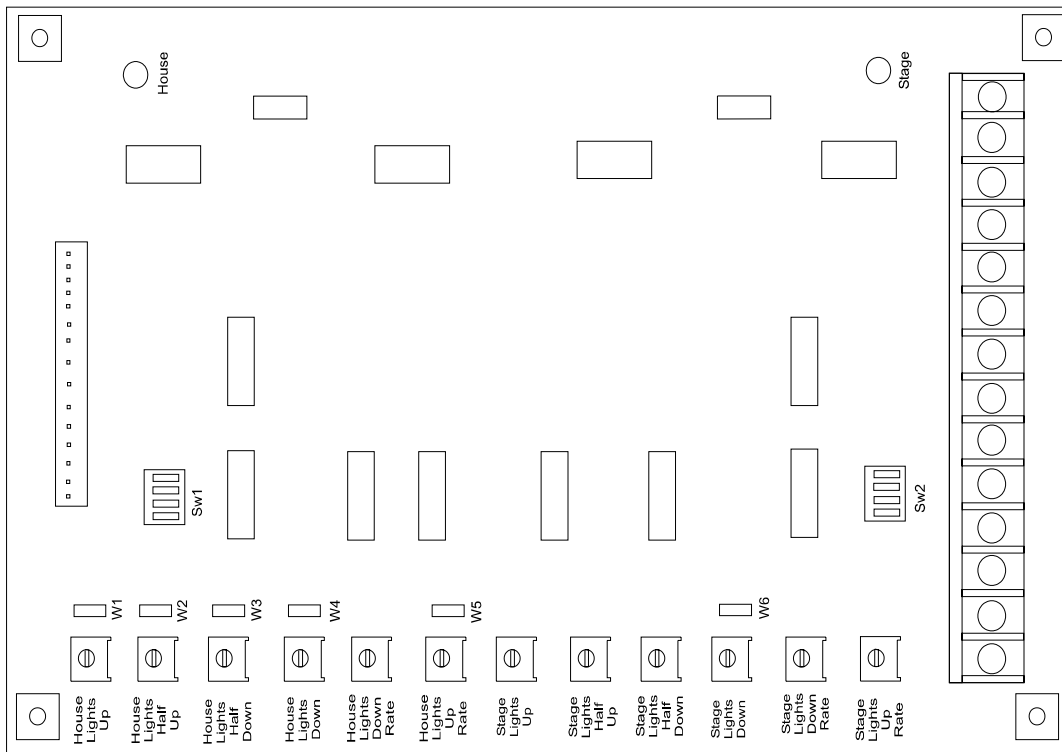 House
Stage
Sw1
Sw2
W1
W2
W3
W4
W5
W6
House
Lights
Up
House
Lights
Half
Up
House
Lights
Half
Down
House
Lights
Down
House
Lights
Down
Rate
House
Lights
Up
Rate
Stage
Lights
Up
Stage
Lights
Half
Up
Stage
Lights
Half
Down
Stage
Lights
Down
Stage
Lights
Down
Rate
Stage
Lights
Up
Rate